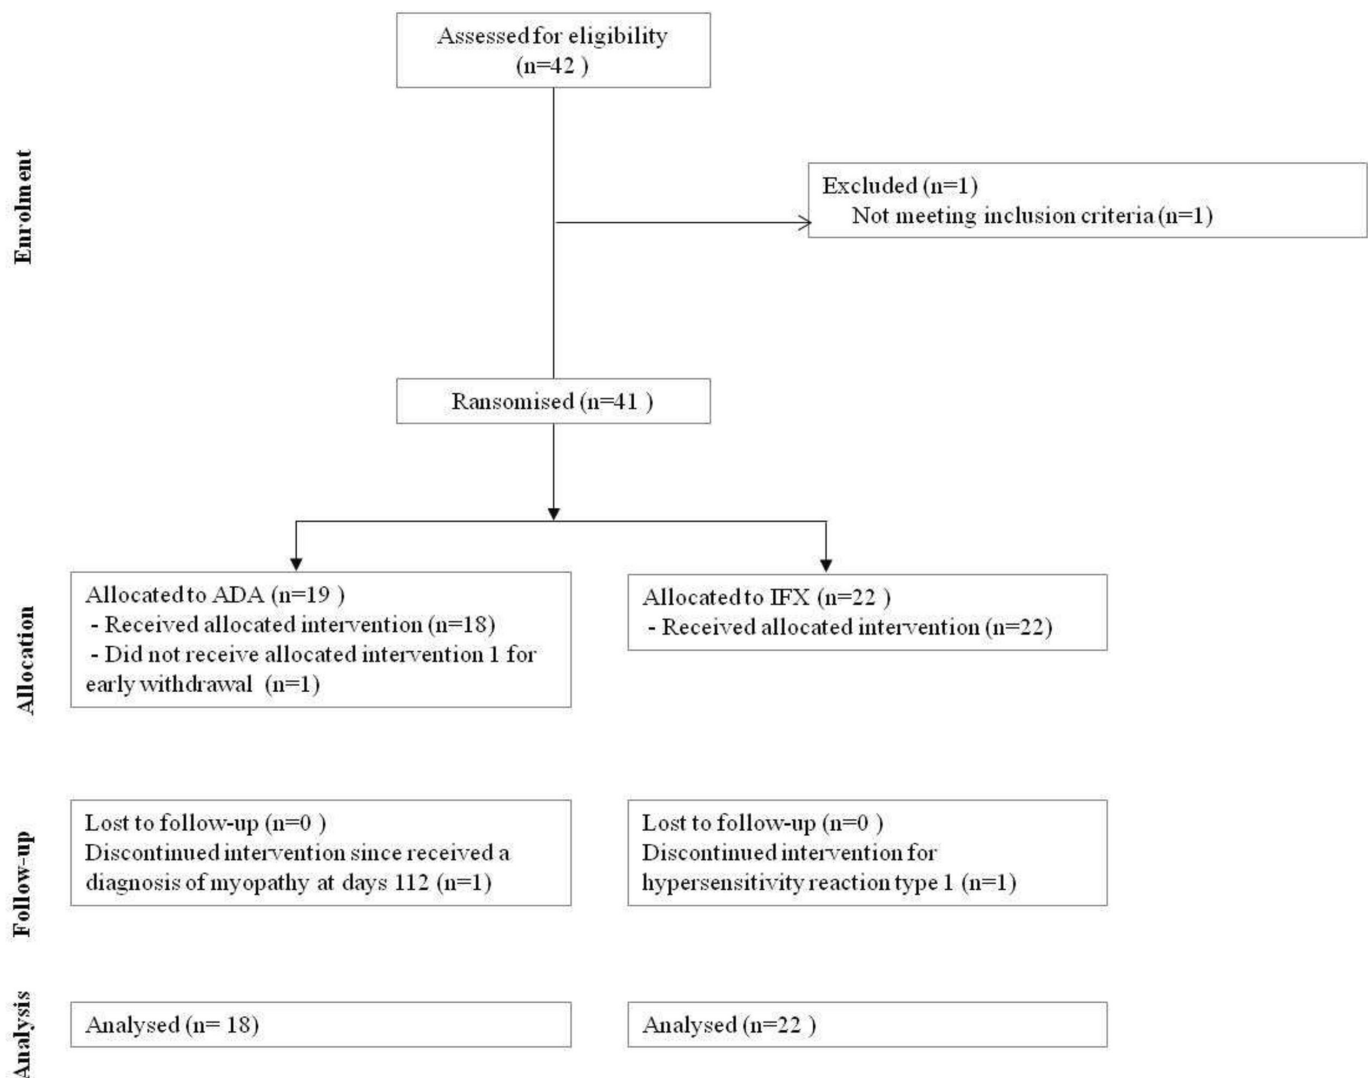 Assessed for eligibility
(n=42 )
Enrolment
Excluded (n=1)
Not meeting inclusion criteria (n=1)
Ransomised (n=41 )
Allocation
Allocated to ADA (n=19 )
- Received allocated intervention (n=18)
- Did not receive allocated intervention 1 for
early withdrawal (n=1)
Allocated to IFX (n=22 )
- Received allocated intervention (n=22)
Follow-up
Lost to follow-up (n=0 )
Discontinued intervention since received a
diagnosis of myopathy at days 112 (n=1)
Lost to follow-up (n=0 )
Discontinued intervention for
hypersensitivity reaction type 1 (n=1)
Analysis
Analysed (n= 18)
Analysed (n=22 )